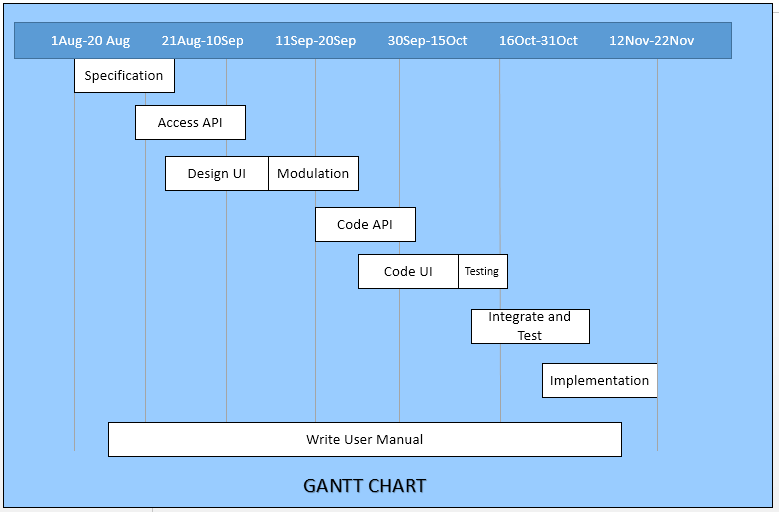 1Aug-20 Aug 21Aug-10Sep 11Sep-20Sep 30Sep-15Oct 16Oct-31Oct 12Nov-22Nov
Specification
Access API
Design UI Modulation
Code API
Code UI Testing
Integrate and
Test
Implementation
Write User Manual
GANTT CHART